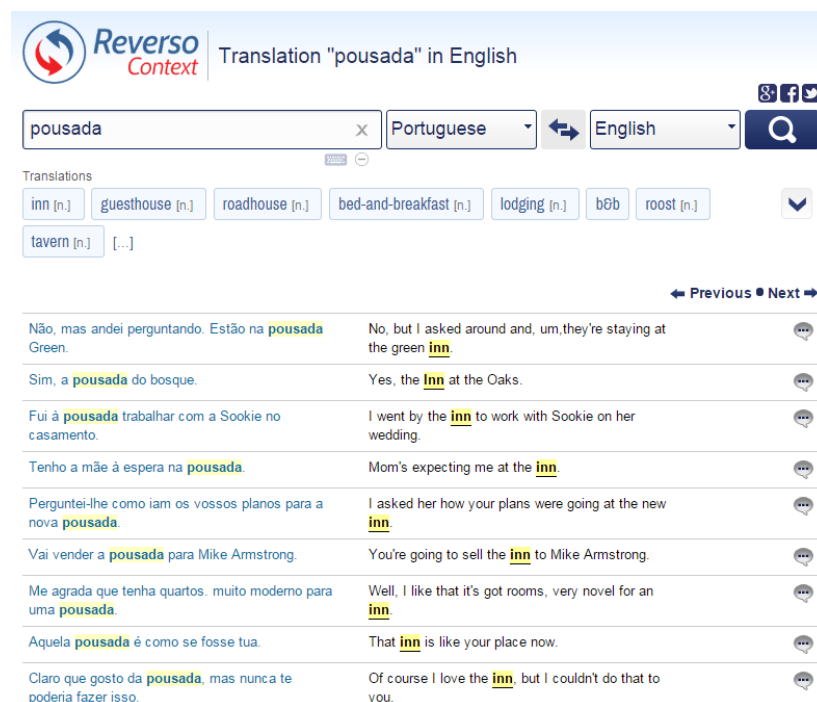 Reverso
Context
Translation "pousada" in English
pousada
Portuguese
English
Translations
inn [n.] guesthouse [n.] roadhouse [n.] bed-and-breakfast [n.] lodging [n.] b&b roost [n.]
tavern [n.] [...]
Previous • Next
Não, mas andei perguntando. Estão na pousada
Green.
No, but I asked around and, um,they're staying at
the green inn.
Sim, a pousada do bosque.
Yes, the Inn at the Oaks.
Fui à pousada trabalhar com a Sookie no
casamento.
I went by the inn to work with Sookie on her
wedding.
Tenho a mãe à espera na pousada.
Mom's expecting me at the inn.
Perguntei-lhe como iam os vossos planos para a
nova pousada.
I asked her how your plans were going at the new
inn.
Vai vender a pousada para Mike Armstrong.
You're going to sell the inn to Mike Armstrong.
Me agrada que tenha quartos. muito moderno para
uma pousada.
Well, I like that it's got rooms, very novel for an
inn.
Aquela pousada é como se fosse tua.
That inn is like your place now.
Claro que gosto da pousada, mas nunca te
poderia fazer isso.
Of course I love the inn, but I couldn't do that to
you.